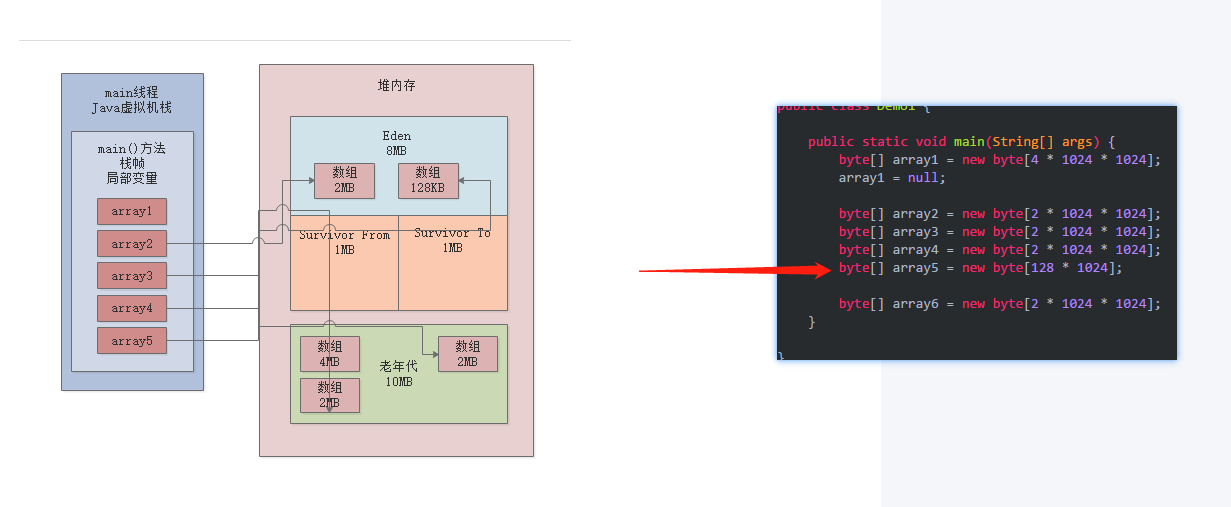 main线程
Java虚拟机栈
main()方法
栈帧
局部变量
array1
array2
array3
array4
array5
堆内存
Eden
8MB
数组
2MB
数组
128KB
Survivor From
1MB
Survivor To
1MB
数组
4MB
数组
2MB
老年代
10MB
数组
2MB
public class Demo1 {
public static void main(String[] args) {
byte[] array1 = new byte[4 * 1024 * 1024];
array1 = null;
byte[] array2 = new byte[2 * 1024 * 1024];
byte[] array3 = new byte[2 * 1024 * 1024];
byte[] array4 = new byte[2 * 1024 * 1024];
byte[] array5 = new byte[128 * 1024];
byte[] array6 = new byte[2 * 1024 * 1024];
}
}